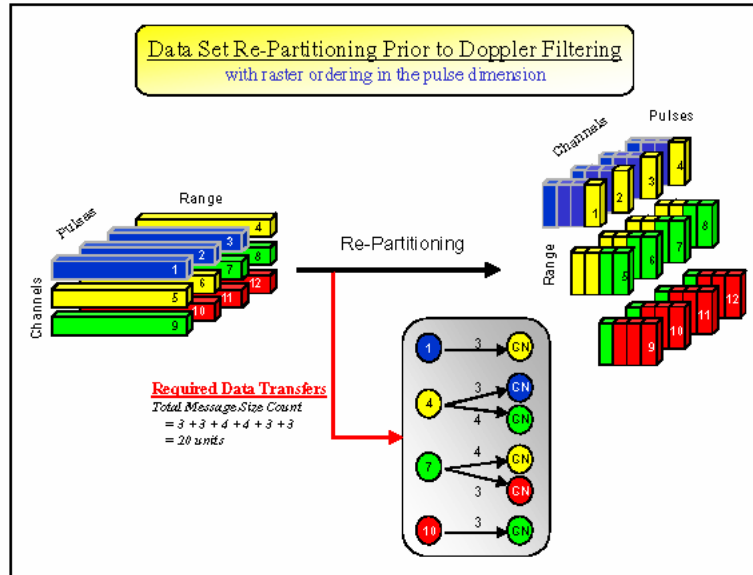 Data Set Re-Partitioning Prior to Doppler Filtering
with raster ordering in the pulse dimension
Pulses
Channels
4
3
2
1
Range
Pulses
4
3
2
1
8
7
6
5
12
11
10
9
Channels
Re-Partitioning
Range
8
7
6
5
12
11
10
9
Required Data Transfers
Total Message Size Count
= 3 + 3 + 4 + 4 + 3 + 3
= 20 units
1 3 CN
4 3 CN
4 CN
7 4 CN
3 CN
10 3 CN